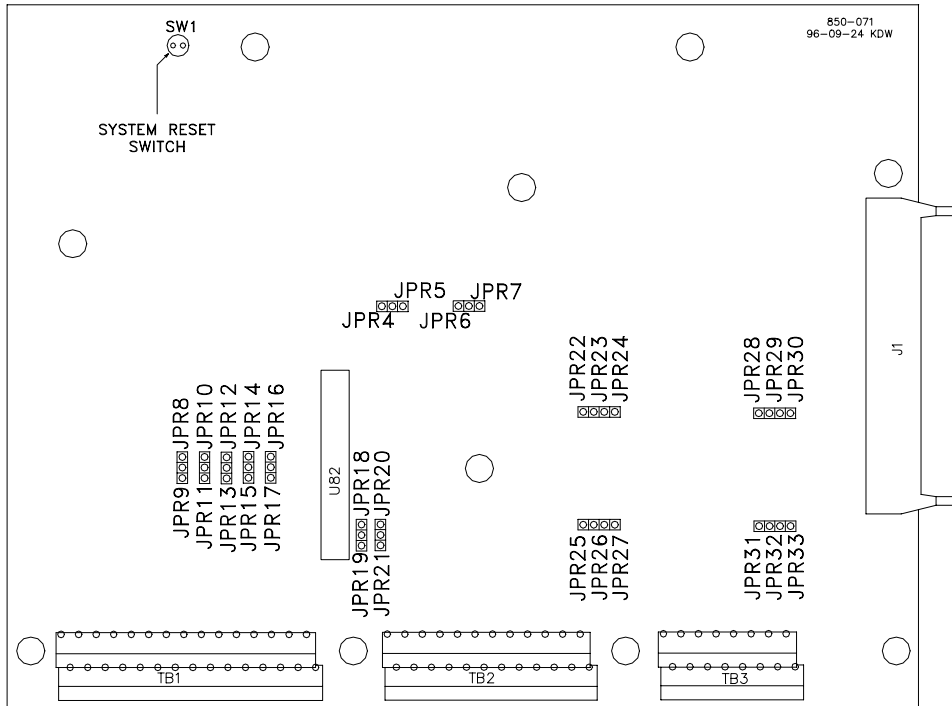 SW1
850-071
96-09-24 KDW
SYSTEM RESET
SWITCH
JPR5
JPR7
JPR4
JPR6
J1
JPR22
JPR23
JPR24
JPR28
JPR29
JPR30
JPR8
JPR10
JPR12
JPR14
JPR16
U82
JPR18
JPR20
JPR9
JPR11
JPR13
JPR15
JPR17
JPR19
JPR21
JPR25
JPR26
JPR27
JPR31
JPR32
JPR33
TB1
TB2
TB3